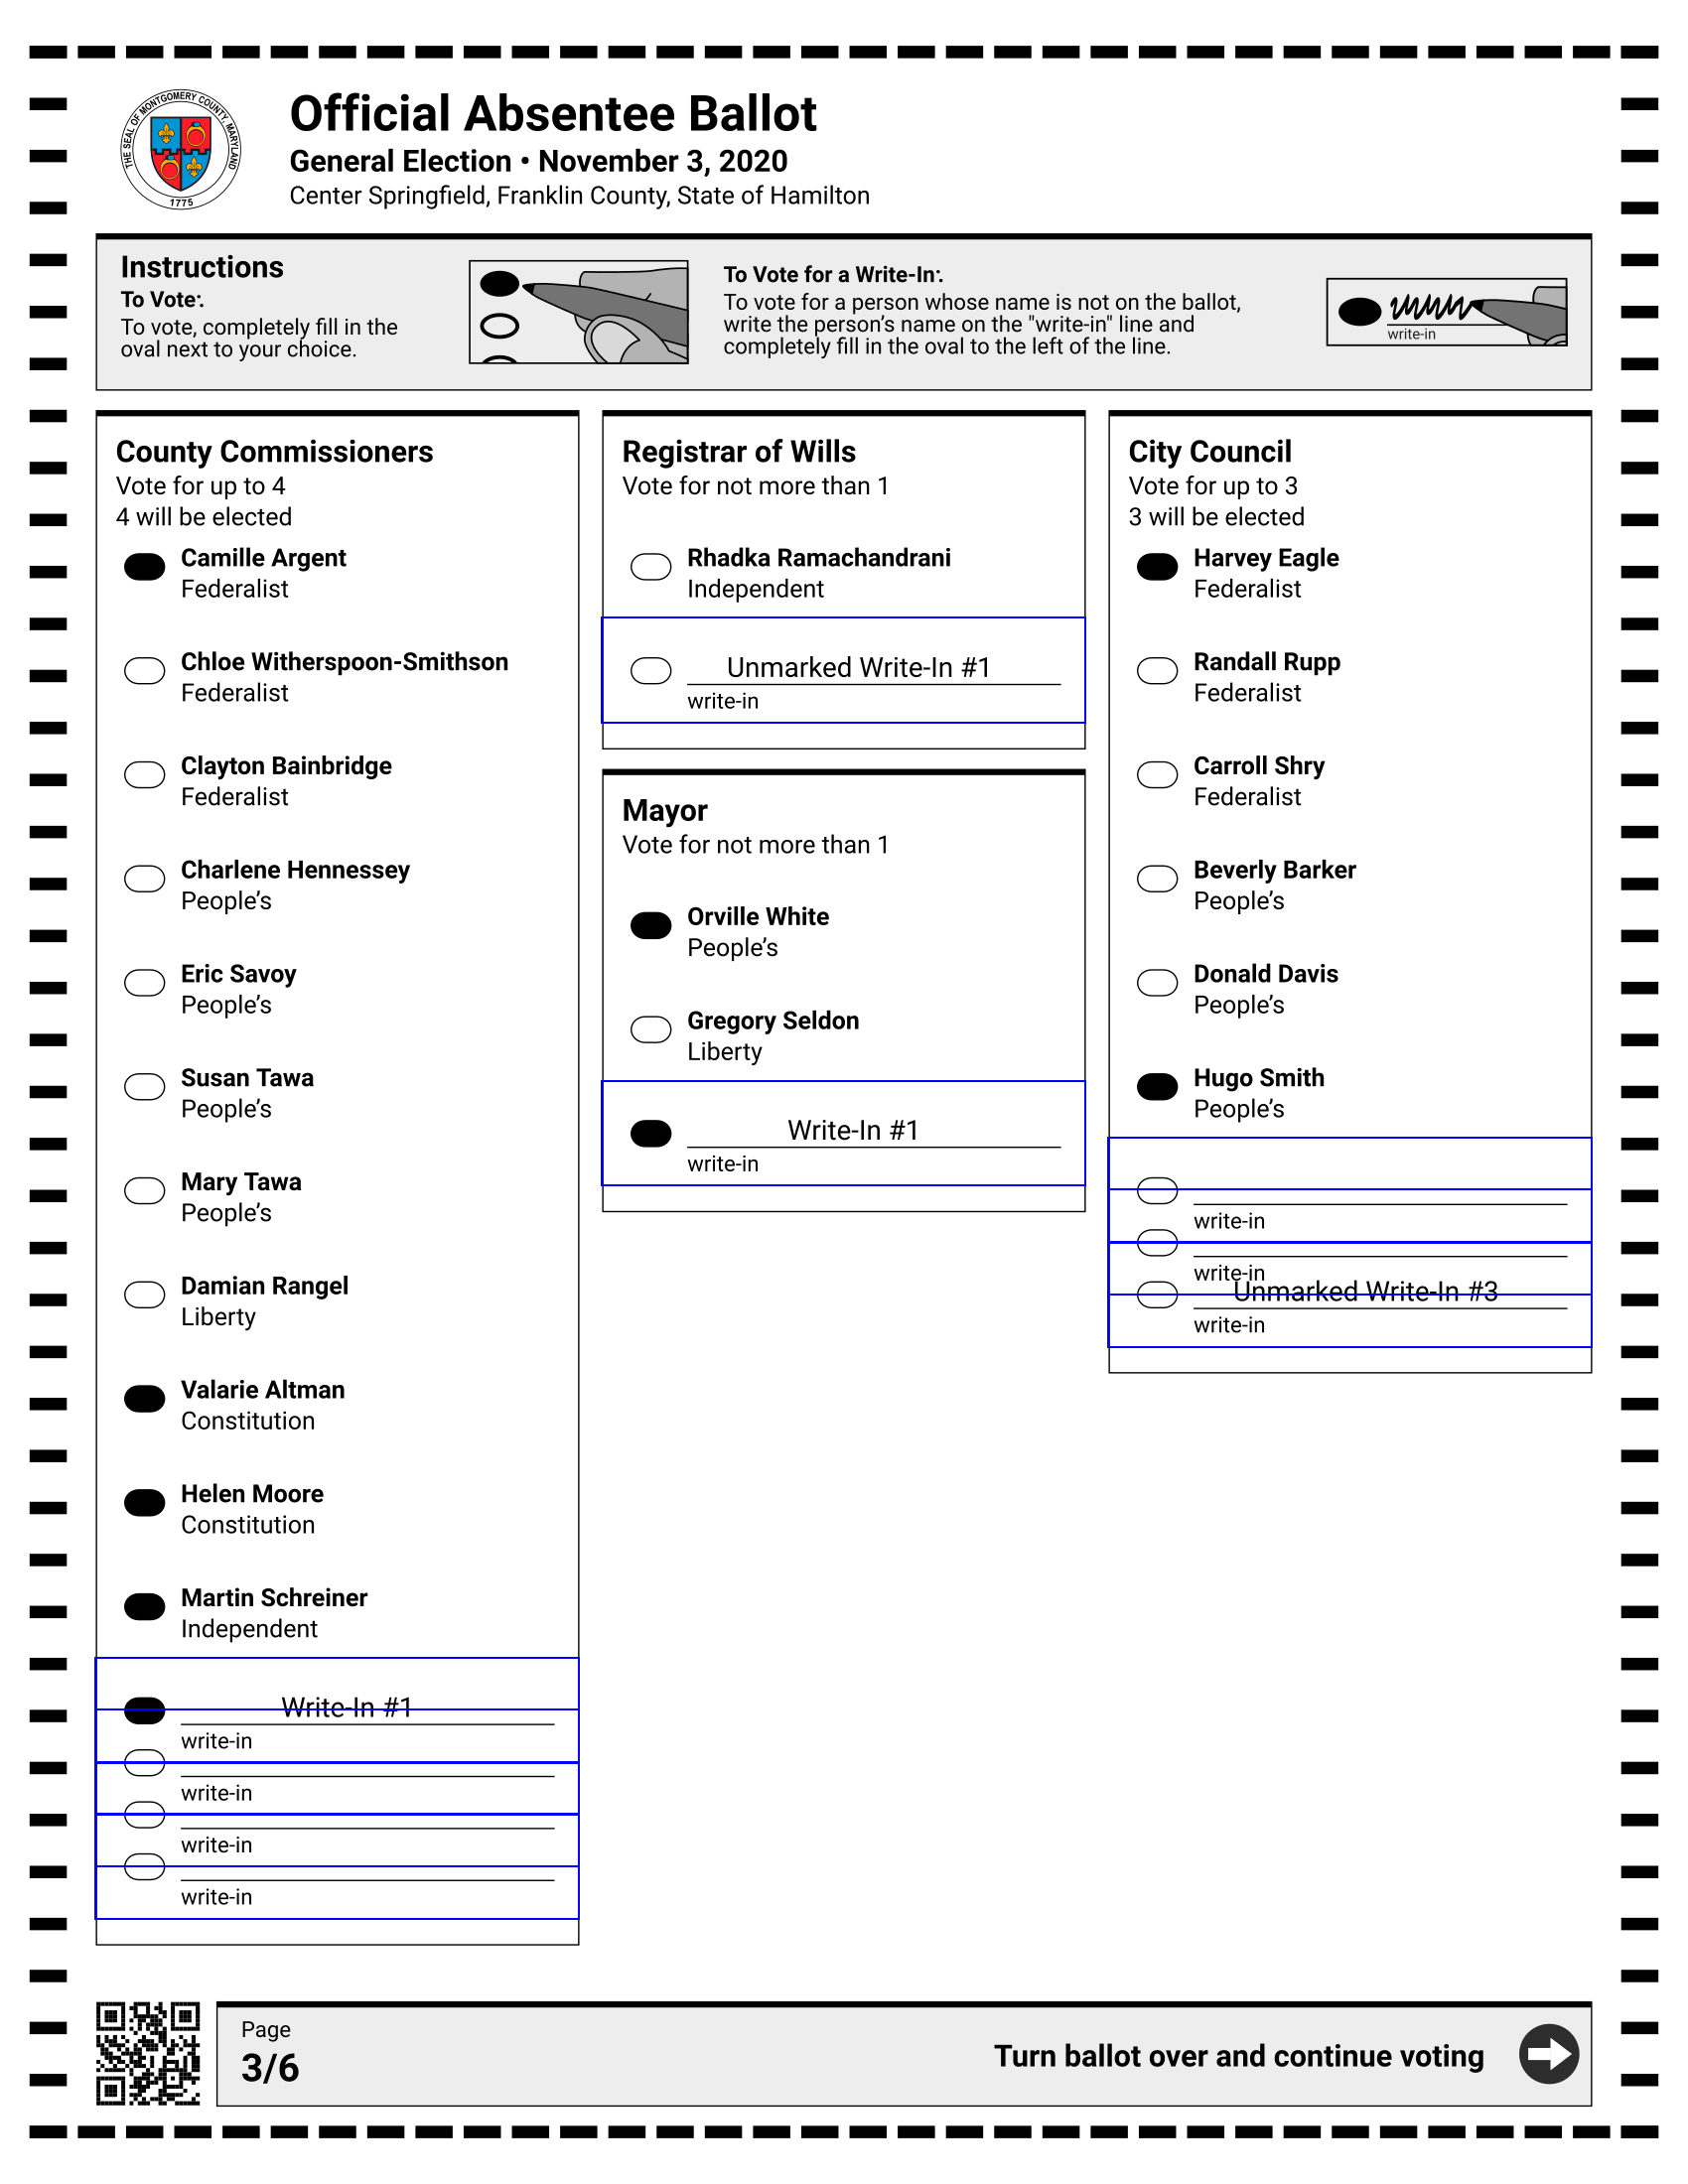 THE SEAL OF MONTGOMERY COUNTY, MARYLAND
1775
Official Absentee Ballot
General Election • November 3, 2020
Center Springfield, Franklin County, State of Hamilton
Instructions
To Vote:
To vote, completely fill in the
oval next to your choice.
To Vote for a Write-In:
To vote for a person whose name is not on the ballot,
write the person’s name on the "write-in" line and
completely fill in the oval to the left of the line.
write-in
County Commissioners
Vote for up to 4
4 will be elected
Camille Argent
Federalist
Chloe Witherspoon-Smithson
Federalist
Clayton Bainbridge
Federalist
Charlene Hennessey
People’s
Eric Savoy
People’s
Susan Tawa
People’s
Mary Tawa
People’s
Damian Rangel
Liberty
Valarie Altman
Constitution
Helen Moore
Constitution
Martin Schreiner
Independent
Write-In #1
write-in
write-in
write-in
write-in
Registrar of Wills
Vote for not more than 1
Rhadka Ramachandrani
Independent
Unmarked Write-In #1
write-in
Mayor
Vote for not more than 1
Orville White
People’s
Gregory Seldon
Liberty
Write-In #1
write-in
City Council
Vote for up to 3
3 will be elected
Harvey Eagle
Federalist
Randall Rupp
Federalist
Carroll Shry
Federalist
Beverly Barker
People’s
Donald Davis
People’s
Hugo Smith
People’s
write-in
write-in
Unmarked Write-In #3
write-in
Page
3/6
Turn ballot over and continue voting